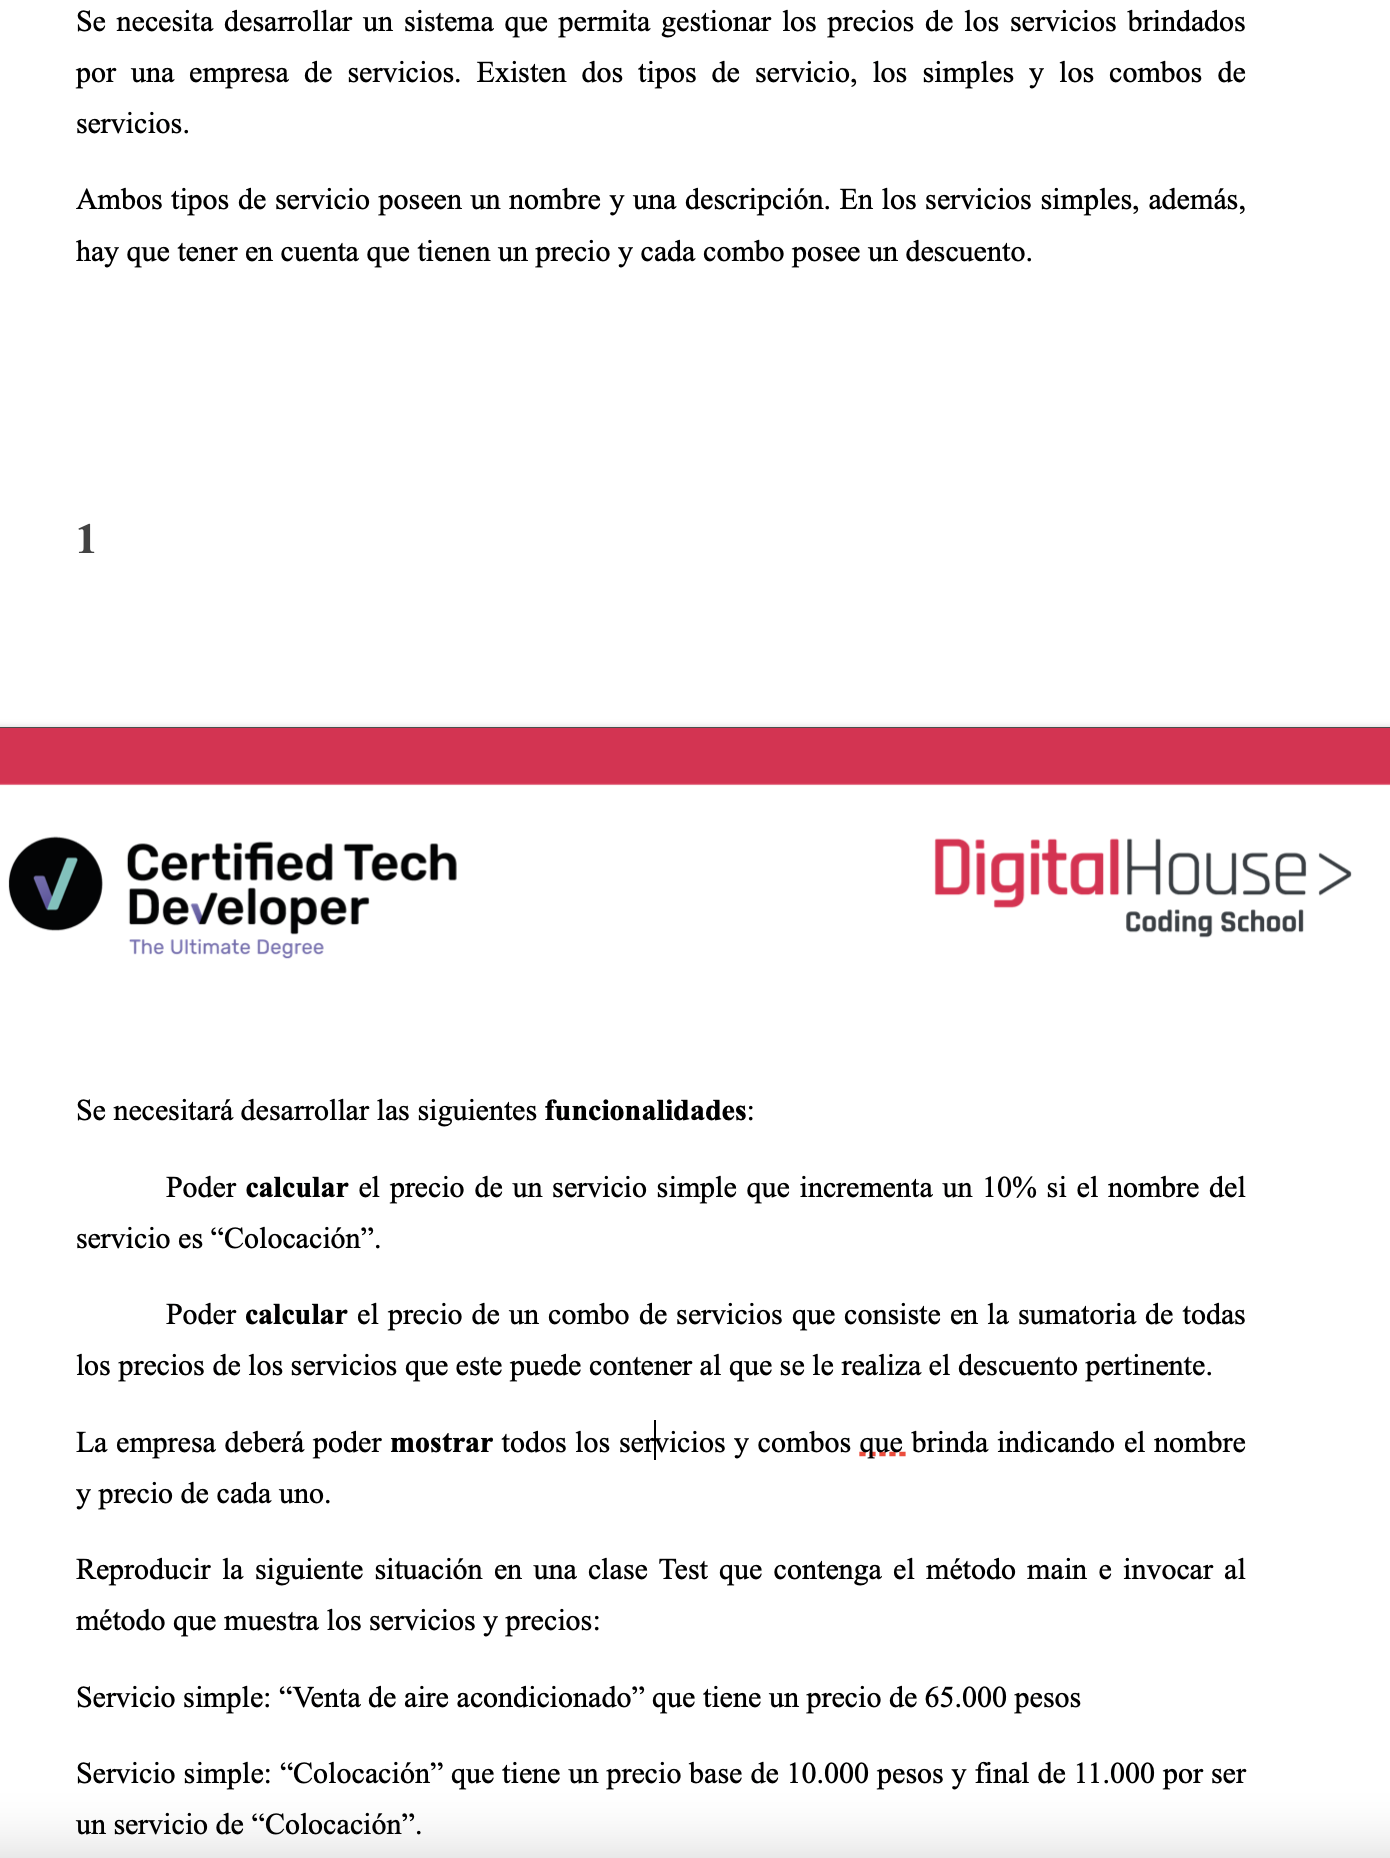 Se necesita desarrollar un sistema que permita gestionar los precios de los servicios brindados
por una empresa de servicios. Existen dos tipos de servicio, los simples y los combos de
servicios.
Ambos tipos de servicio poseen un nombre y una descripción. En los servicios simples, además,
hay que tener en cuenta que tienen un precio y cada combo posee un descuento.
1
Certified Tech
Developer
The Ultimate Degree
DigitalHouse>
Coding School
Se necesitará desarrollar las siguientes funcionalidades:
Poder calcular el precio de un servicio simple que incrementa un 10% si el nombre del
servicio es “Colocación”.
Poder calcular el precio de un combo de servicios que consiste en la sumatoria de todas
los precios de los servicios que este puede contener al que se le realiza el descuento pertinente.
La empresa deberá poder mostrar todos los servicios y combos que brinda indicando el nombre
y precio de cada uno.
Reproducir la siguiente situación en una clase Test que contenga el método main e invocar al
método que muestra los servicios y precios:
Servicio simple: “Venta de aire acondicionado” que tiene un precio de 65.000 pesos
Servicio simple: “Colocación” que tiene un precio base de 10.000 pesos y final de 11.000 por ser
un servicio de “Colocación”.